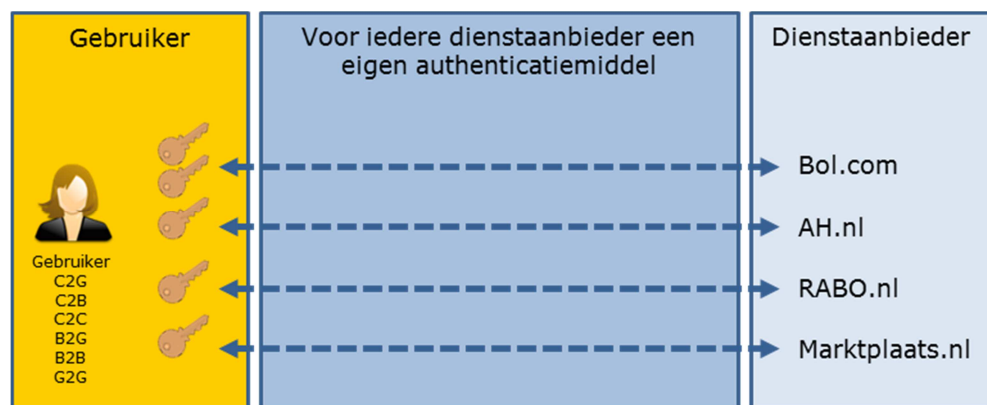 Gebruiker
Gebruiker
C2G
C2B
C2C
B2G
B2B
G2G
Voor iedere dienstaanbieder een
eigen authenticatiemiddel
Dienstaanbieder
Bol.com
AH.nl
RABO.nl
Marktplaats.nl